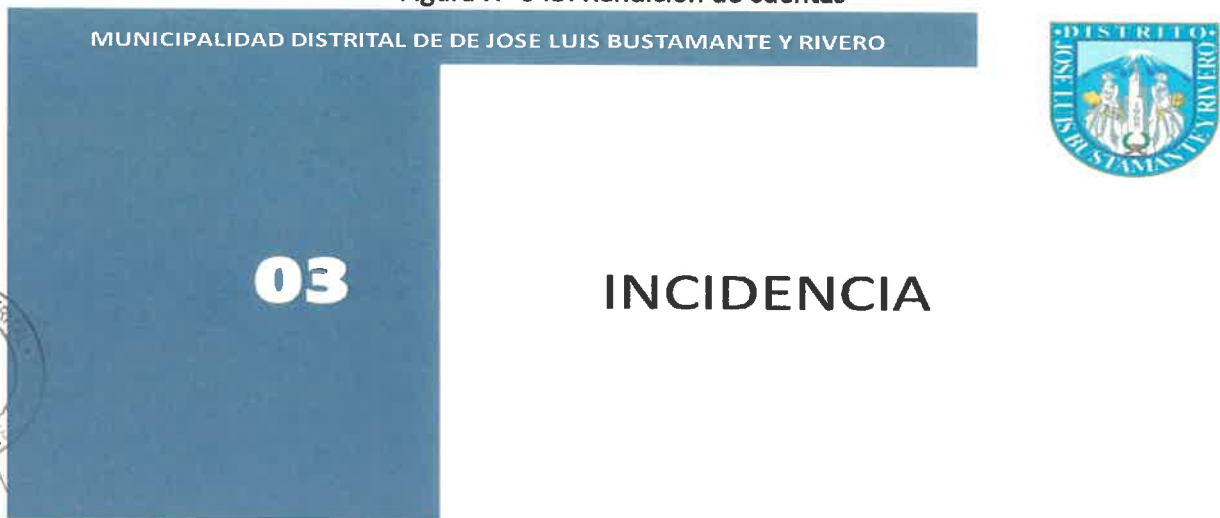 MUNICIPALIDAD DISTRITAL DE DE JOSE LUIS BUSTAMANTE Y RIVERO
•DISTRITO•
JOSE LUIS BUSTAMANTE Y RIVERO
03
INCIDENCIA